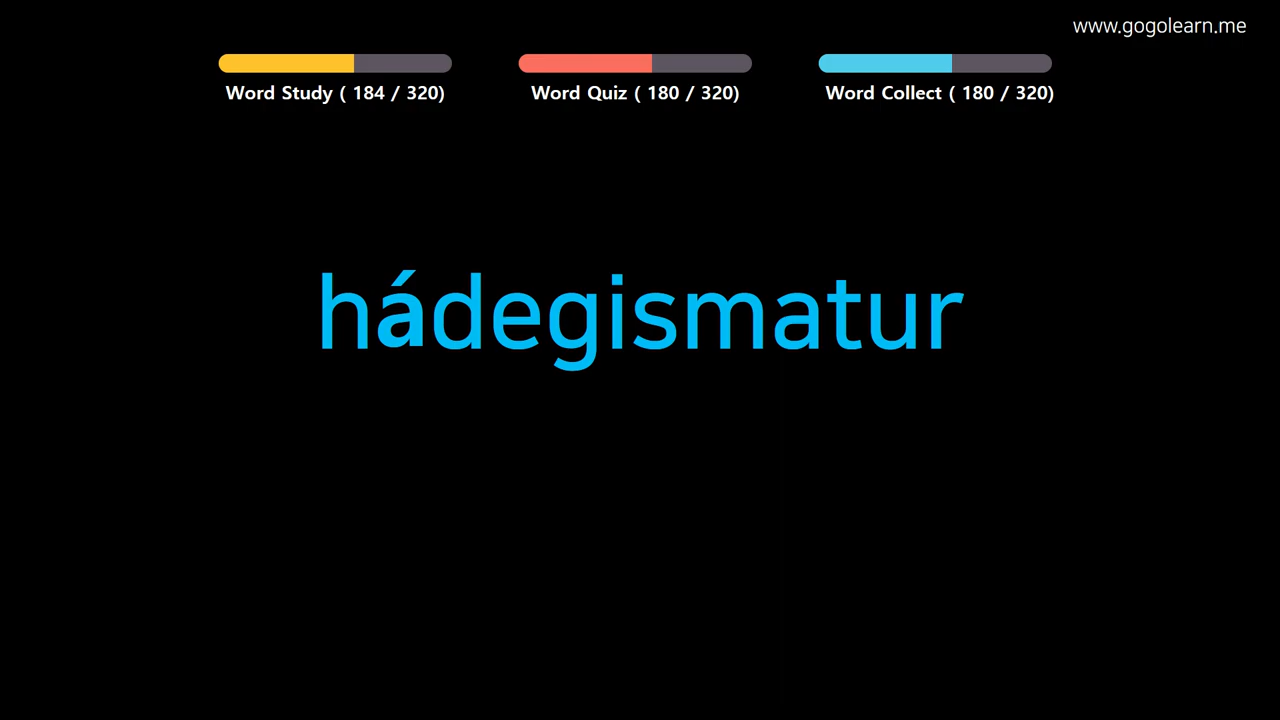 www.gogolearn.me
Word Study ( 184 / 320)
Word Quiz ( 180 / 320)
Word Collect ( 180 / 320)
hádegismatur